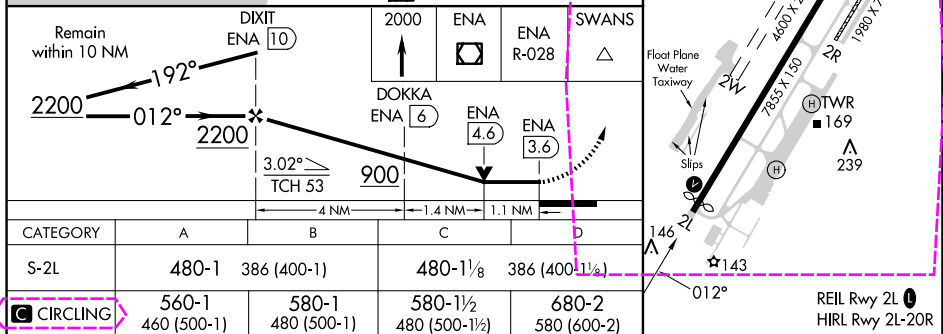 Remain
within 10 NM
DIXIT
ENA 10
192°
2200
012°
2200
3.02°
TCH 53
DOKKA
ENA 6
900
ENA
4.6
ENA
3.6
2000
ENA
ENA
R-028
SWANS
4 NM
1.4 NM
1.1 NM
CATEGORY A B C D
S-2L 480-1 386 (400-1) 480-1⅛ 386 (400-1⅛)
C CIRCLING 560-1 580-1 580-1½ 680-2
460 (500-1) 480 (500-1) 480 (500-1½) 580 (600-2)
Float Plane
Water
Taxiway
2W
7855 X 150
2R
Slips
V
2L
H TWR
169
239
H
146
143
012°
REIL Rwy 2L L
HIRL Rwy 2L-20R